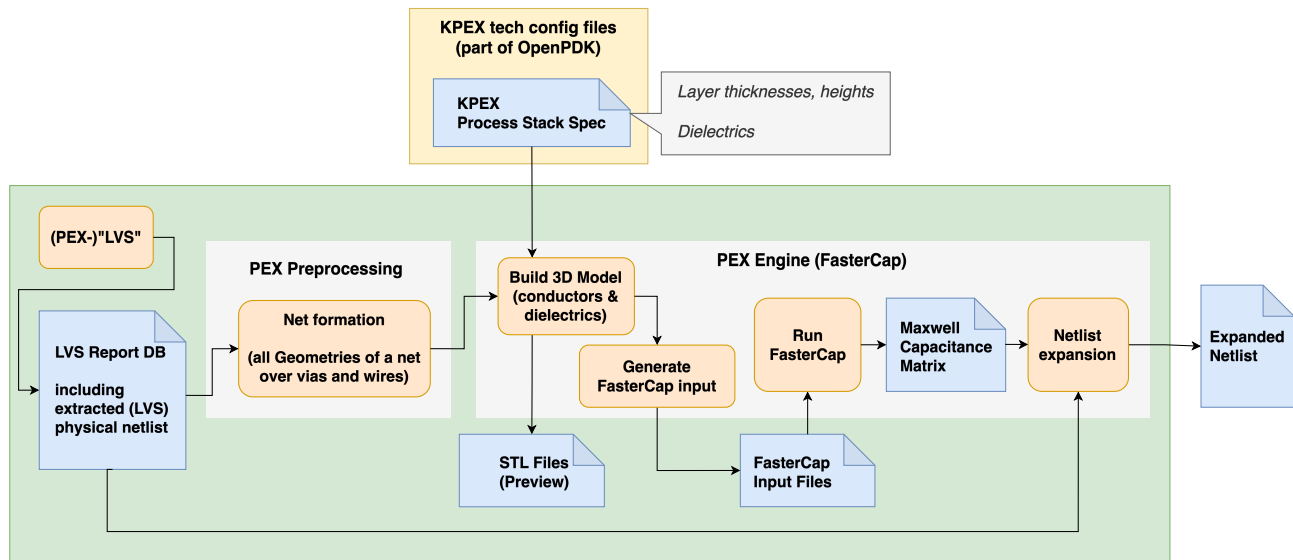 KPEX tech config files
(part of OpenPDK)
KPEX
Process Stack Spec
Layer thicknesses, heights
Dielectrics
(PEX-)"LVS"
PEX Preprocessing
Net formation
(all Geometries of a net
over vias and wires)
LVS Report DB
including
extracted (LVS)
physical netlist
PEX Engine (FasterCap)
Build 3D Model
(conductors &
dielectrics)
Generate
FasterCap input
STL Files
(Preview)
FasterCap
Input Files
Run
FasterCap
Maxwell
Capacitance
Matrix
Netlist
expansion
Expanded
Netlist